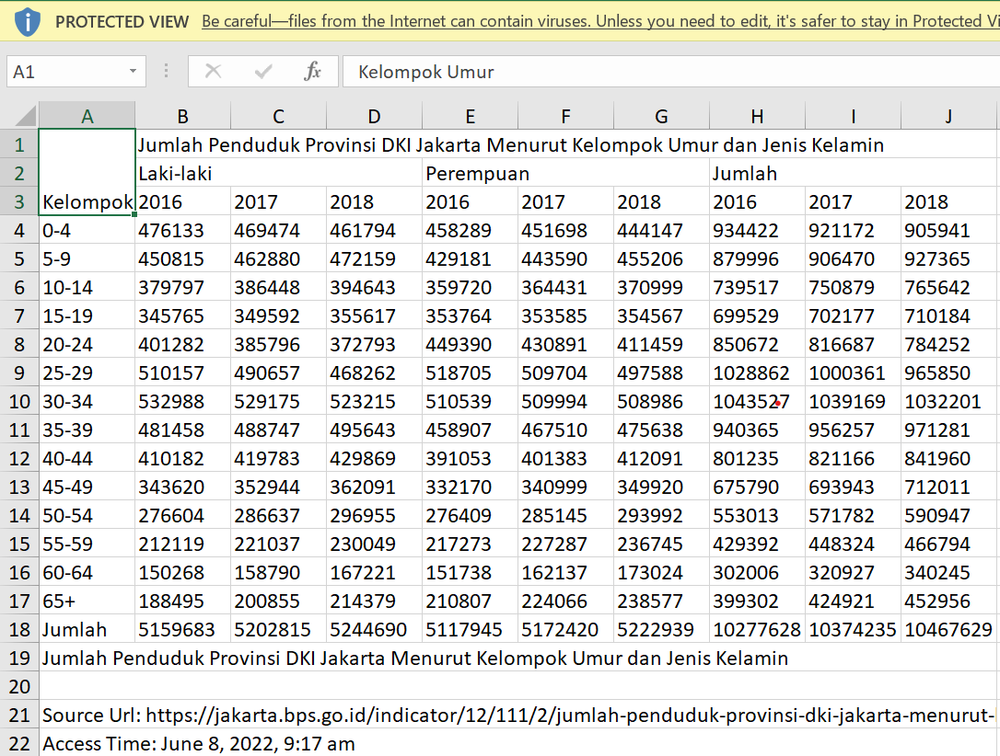 PROTECTED VIEW Be careful—files from the Internet can contain viruses. Unless you need to edit, it's safer to stay in Protected
A1 fx Kelompok Umur
A B C D E F G H I J
1 Jumlah Penduduk Provinsi DKI Jakarta Menurut Kelompok Umur dan Jenis Kelamin
2 Laki-laki Perempuan Jumlah
3 Kelompok 2016 2017 2018 2016 2017 2018 2016 2017 2018
4 0-4 476133 469474 461794 458289 451698 444147 934422 921172 905941
5 5-9 450815 462880 472159 429181 443590 455206 879996 906470 927365
6 10-14 379797 386448 394643 359720 364431 370999 739517 750879 765642
7 15-19 345765 349592 355617 353764 353585 354567 699529 702177 710184
8 20-24 401282 385796 372793 449390 430891 411459 850672 816687 784252
9 25-29 510157 490657 468262 518705 509704 497588 1028862 1000361 965850
10 30-34 532988 529175 523215 510539 509994 508986 1043527 1039169 1032201
11 35-39 481458 488747 495643 458907 467510 475638 940365 956257 971281
12 40-44 410182 419783 429869 391053 401383 412091 801235 821166 841960
13 45-49 343620 352944 362091 332170 340999 349920 675790 693943 712011
14 50-54 276604 286637 296955 276409 285145 293992 553013 571782 590947
15 55-59 212119 221037 230049 217273 227287 236745 429392 448324 466794
16 60-64 150268 158790 167221 151738 162137 173024 302006 320927 340245
17 65+ 188495 200855 214379 210807 224066 238577 399302 424921 452956
18 Jumlah 5159683 5202815 5244690 5117945 5172420 5222939 10277628 10374235 10467629
19 Jumlah Penduduk Provinsi DKI Jakarta Menurut Kelompok Umur dan Jenis Kelamin
20
21 Source Url: https://jakarta.bps.go.id/indicator/12/111/2/jumlah-penduduk-provinsi-dki-jakarta-menurut-
22 Access Time: June 8, 2022, 9:17 am